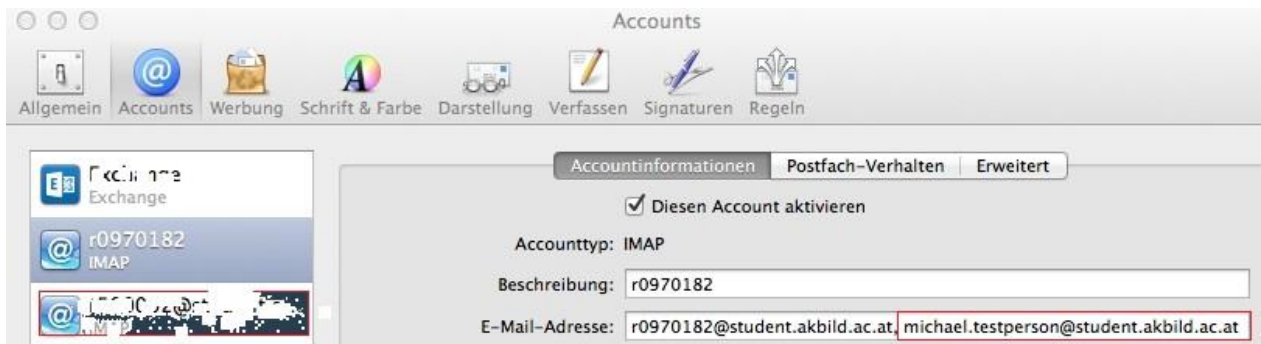 Accounts
Allgemein Accounts Werbung Schrift & Farbe Darstellung Verfassen Signaturen Regeln
Accountinformationen Postfach-Verhalten Erweitert
Exchange
Diesen Account aktivieren
r0970182
IMAP
Accounttyp: IMAP
Beschreibung: r0970182
E-Mail-Adresse: r0970182@student.akbild.ac.at, michael.testperson@student.akbild.ac.at